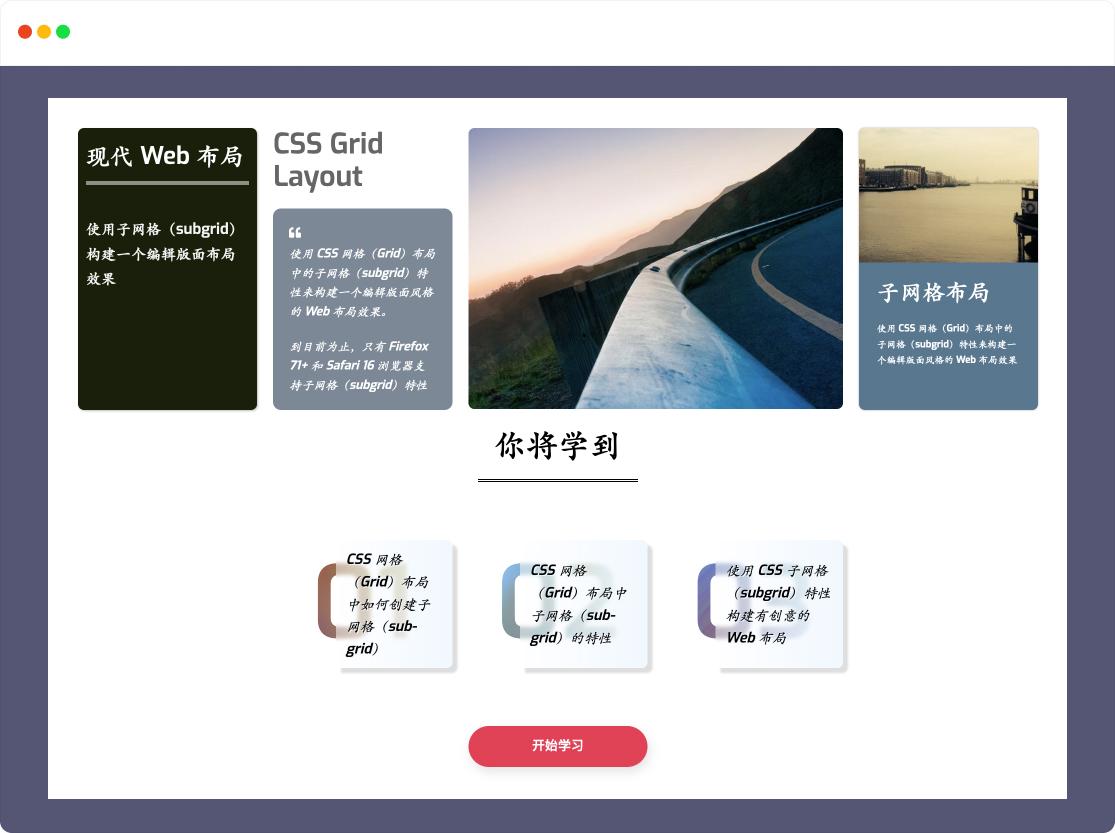 现代 Web 布局
使用子网格（subgrid）
构建一个编辑版面布局
效果
CSS Grid
Layout
“
使用 CSS 网格（Grid）布局
中的子网格（subgrid）特
性来构建一个编辑版面风格
的 Web 布局效果。
到目前为止，只有 Firefox
71+ 和 Safari 16 浏览器支
持子网格（subgrid）特性
子网格布局
使用 CSS 网格（Grid）布局中的
子网格（subgrid）特性来构建一
个编辑版面风格的 Web 布局效果
你将学到
01
CSS 网格
（Grid）布局
中如何创建子
网格（sub-
grid）
02
CSS 网格
（Grid）布局中
子网格（sub-
grid）的特性
03
使用 CSS 子网格
（subgrid）特性
构建有创意的
Web 布局
开始学习